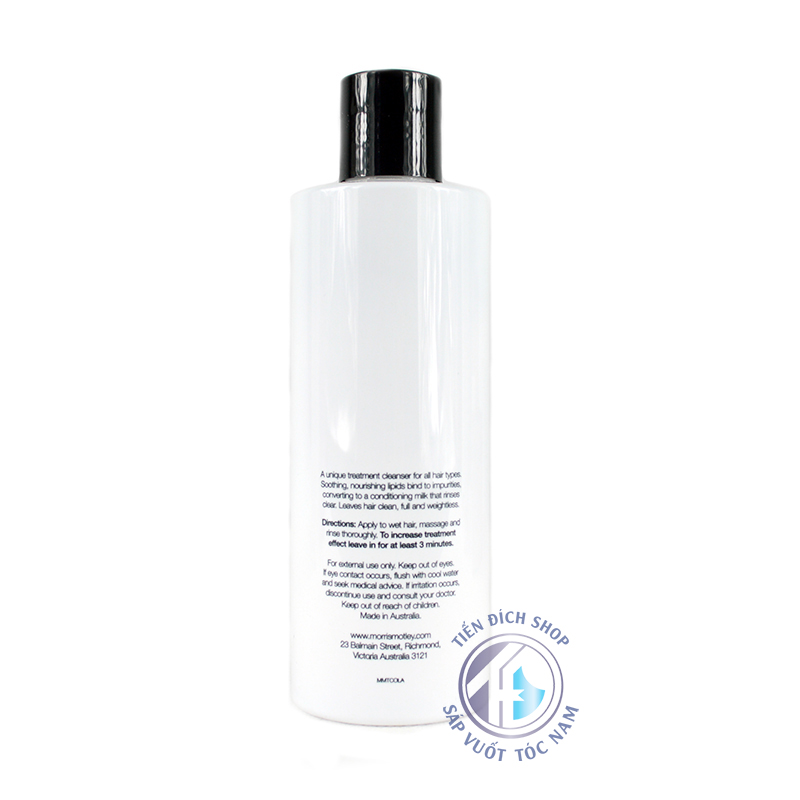 A unique treatment cleanser for all hair types.
Soothing, nourishing lipids bind to impurities,
converting to a conditioning milk that rinses
clear. Leaves hair clean, full and weightless.
Directions: Apply to wet hair, massage and
rinse thoroughly. To increase treatment
effect leave in for at least 3 minutes.
For external use only. Keep out of eyes.
If eye contact occurs, flush with cool water
and seek medical advice. If irritation occurs,
discontinue use and consult your doctor.
Keep out of reach of children.
Made in Australia.
www.morrismotley.com
23 Balmain Street, Richmond,
Victoria Australia 3121
MMTCOLA
TIẾN ĐÍCH SHOP
SÁP VUỐT TÓC NAM